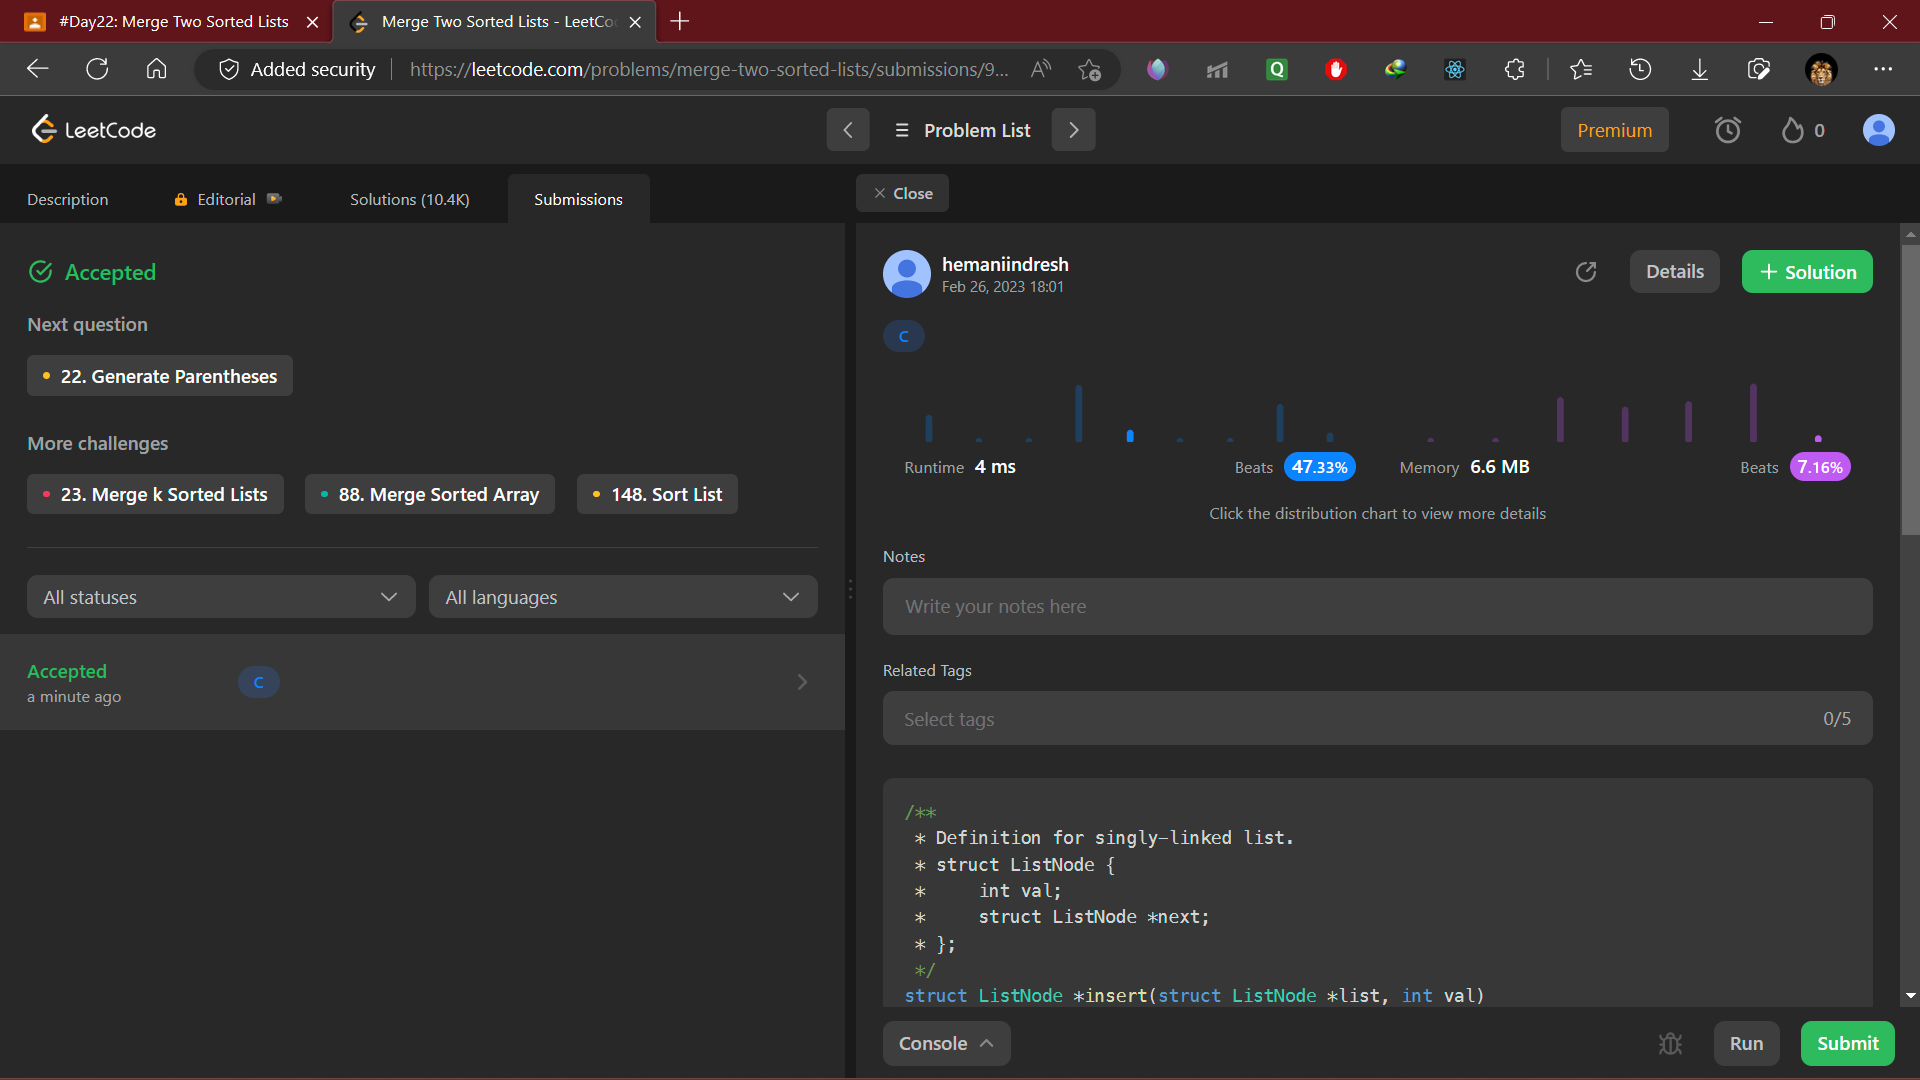 #Day22: Merge Two Sorted Lists
Merge Two Sorted Lists - LeetCo
Added security
https://leetcode.com/problems/merge-two-sorted-lists/submissions/9...
LeetCode
Problem List
Premium
0
Description
Editorial
Solutions (10.4K)
Submissions
Close
Accepted
Next question
22. Generate Parentheses
More challenges
23. Merge k Sorted Lists
88. Merge Sorted Array
148. Sort List
All statuses
All languages
Accepted
a minute ago
C
hemaniindresh
Feb 26, 2023 18:01
Details
+ Solution
C
Runtime 4 ms
Beats 47.33%
Memory 6.6 MB
Beats 7.16%
Click the distribution chart to view more details
Notes
Write your notes here
Related Tags
Select tags
0/5
/**
* Definition for singly-linked list.
* struct ListNode {
*     int val;
*     struct ListNode *next;
* };
*/
struct ListNode *insert(struct ListNode *list, int val)
Console
Run
Submit